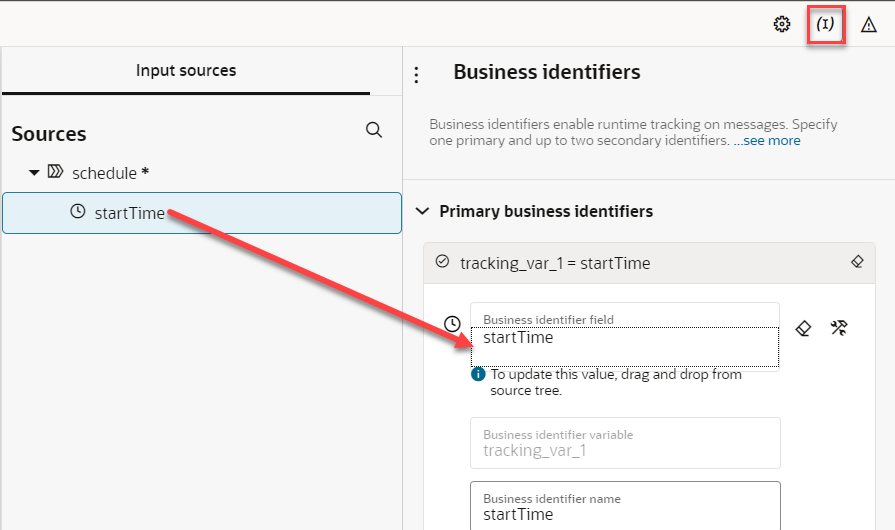 (I)
Input sources
Business identifiers
Business identifiers enable runtime tracking on messages. Specify
one primary and up to two secondary identifiers. ...see more
Sources
schedule *
startTime
Primary business identifiers
tracking_var_1 = startTime
Business identifier field
startTime
To update this value, drag and drop from
source tree.
Business identifier variable
tracking_var_1
Business identifier name
startTime